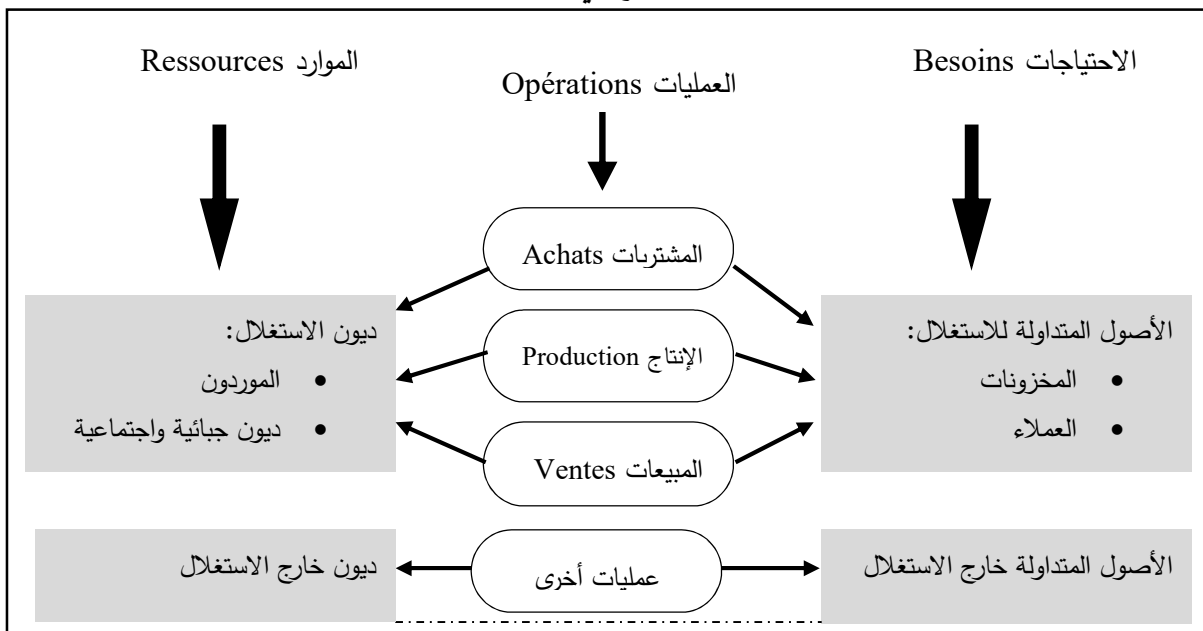 الاحتياجات Besoins
العمليات Opérations
الموارد Ressources
المشتريات Achats
الأصول المتداولة للاستغلال:
• المخزونات
• العملاء
الإنتاج Production
ديون الاستغلال:
• الموردون
• ديون جبائية واجتماعية
المبيعات Ventes
الأصول المتداولة خارج الاستغلال
عمليات أخرى
ديون خارج الاستغلال